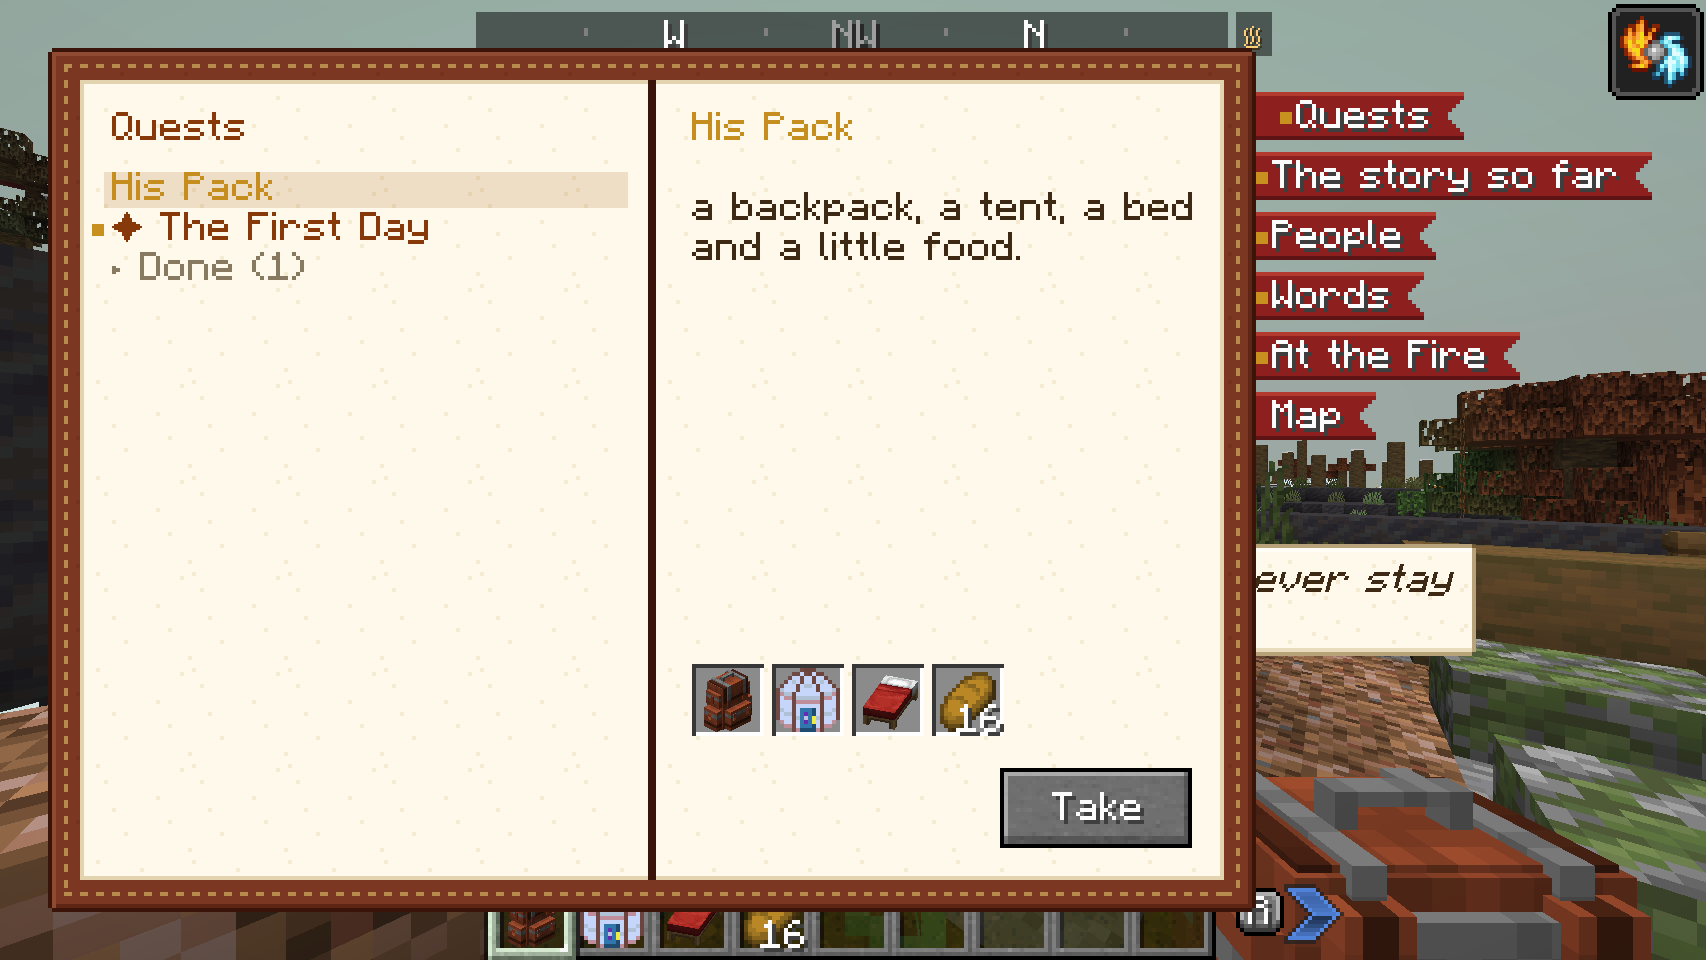 W NW N
Quests
His Pack
The First Day
Done (1)
His Pack
a backpack, a tent, a bed
and a little food.
16
Take
Quests
The story so far
People
Words
At the Fire
Map
ever stay
16